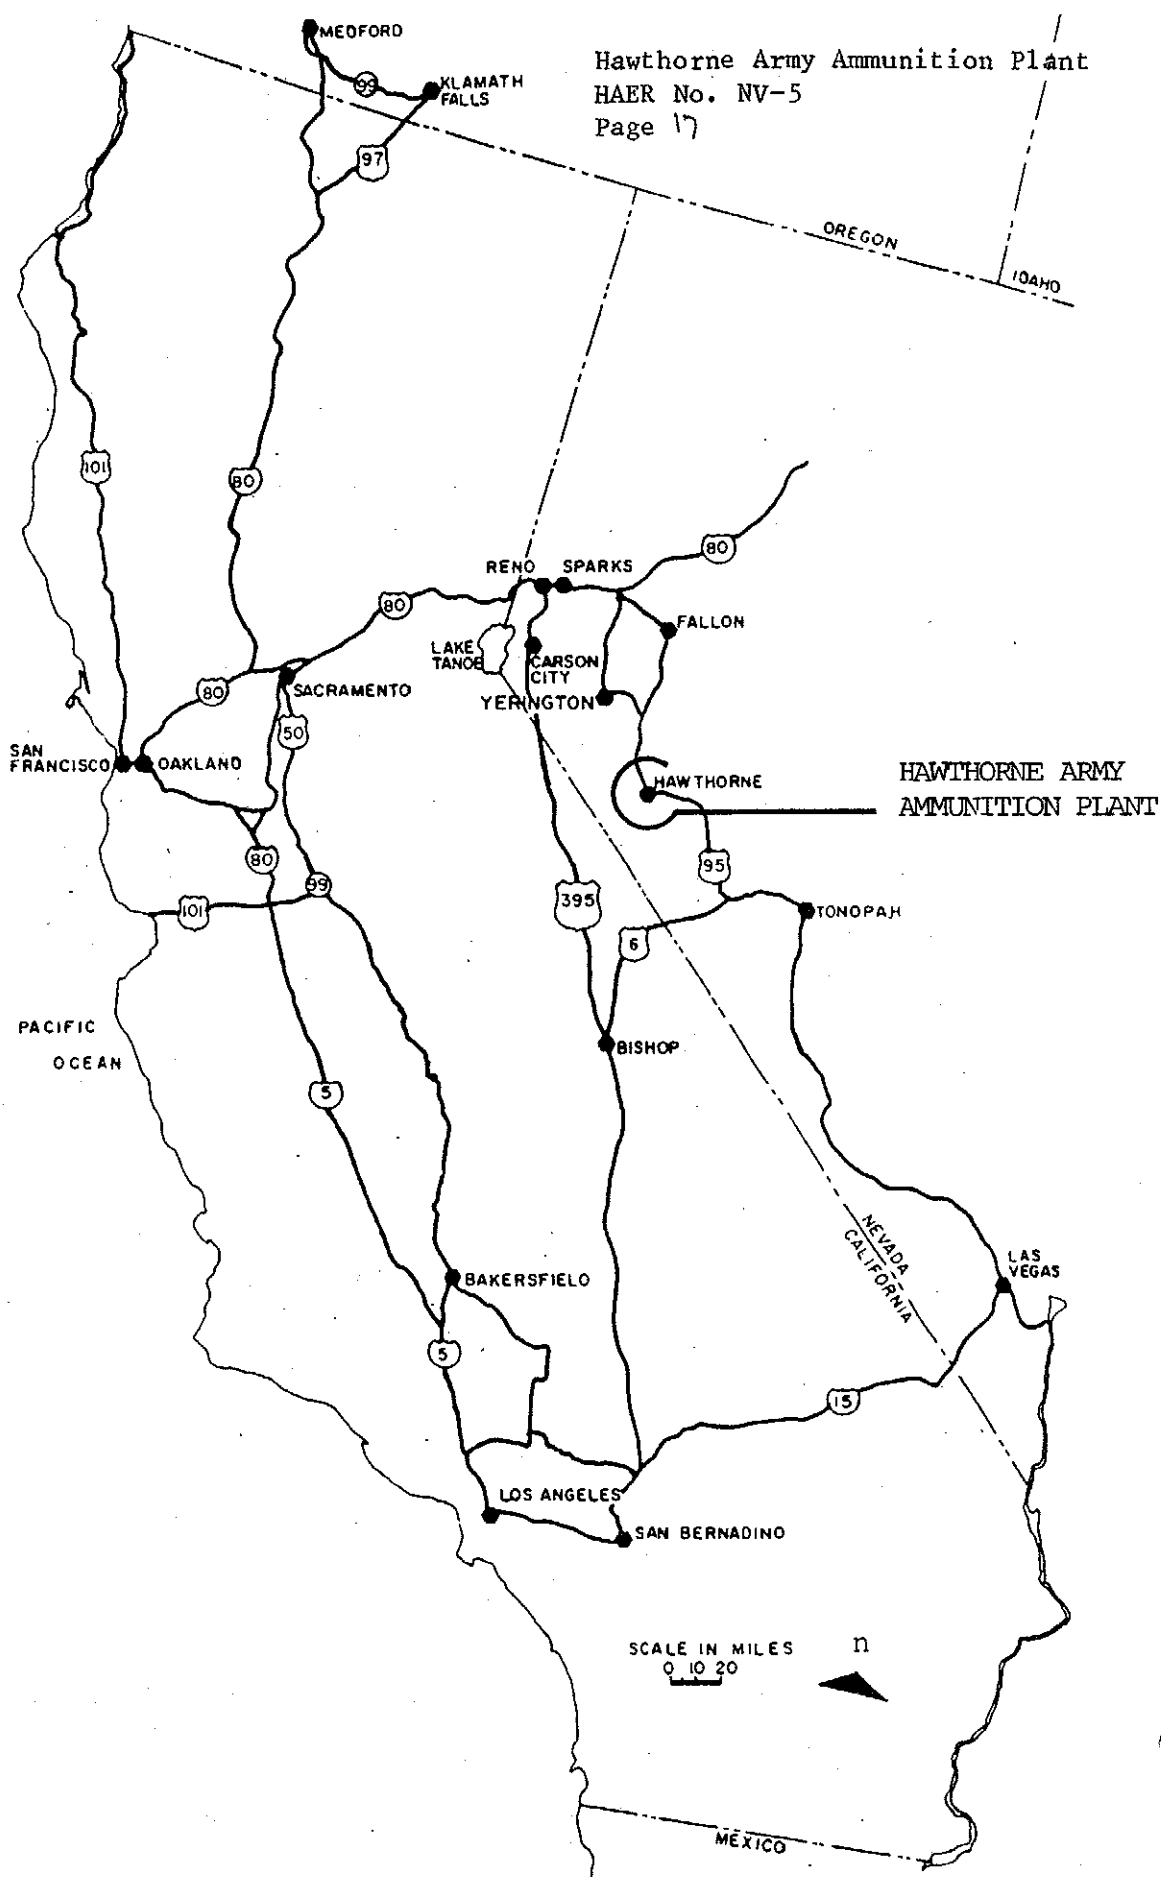 MEDFORD
Hawthorne Army Ammunition Plant
HAER No. NV-5
Page 17
99
KLAMATH
FALLS
97
OREGON
IDAHO
101
80
80
RENO
SPARKS
80
FALLON
LAKE
TANOE
CARSON
CITY
80
SACRAMENTO
YERINGTON
50
SAN
FRANCISCO
OAKLAND
HAWTHORNE
HAWTHORNE ARMY
AMMUNITION PLANT
80
95
99
101
395
TONOPAH
6
PACIFIC
OCEAN
BISHOP
5
NEVADA
CALIFORNIA
LAS
VEGAS
BAKERSFIELD
5
15
LOS ANGELES
SAN BERNADINO
SCALE IN MILES
0 10 20
n
MEXICO